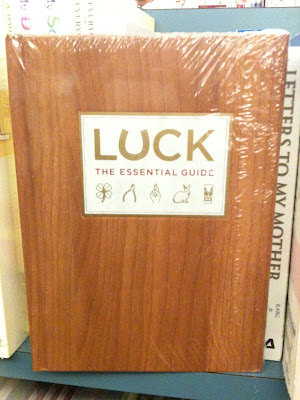 LUCK
THE ESSENTIAL GUIDE
LETTERS TO MY MOTHER